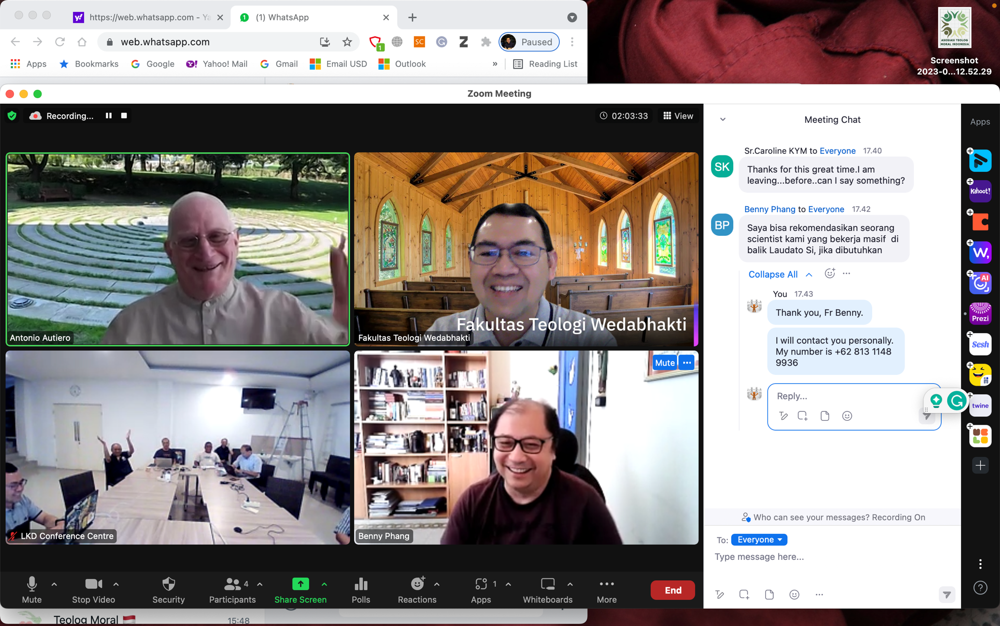 https://web.whatsapp.com - Ya
(1) WhatsApp
web.whatsapp.com
1
SC
Z
Paused
Apps
Bookmarks
Google
Yahoo! Mail
Gmail
Email USD
Outlook
»
Reading List
ASOSIASI TEOLOG
MORAL INDONESIA
Screenshot
2023-0...12.52.29
Zoom Meeting
Recording...
02:03:33
View
Antonio Autiero
Fakultas Teologi Wedabhakti
Fakultas Teologi Wedabhakti
LKD Conference Centre
Mute
...
Benny Phang
Mute
Stop Video
Security
4
Participants
Share Screen
Polls
Reactions
1
Apps
Whiteboards
More
End
Meeting Chat
Sr.Caroline KYM to Everyone 17.40
SK
Thanks for this great time.I am
leaving...before..can I say something?
Benny Phang to Everyone 17.42
BP
Saya bisa rekomendasikan seorang
scientist kami yang bekerja masif di
balik Laudato Si, jika dibutuhkan
Collapse All
You 17.43
Thank you, Fr Benny.
I will contact you personally.
My number is +62 813 1148
9936
Reply...
Who can see your messages? Recording On
To: Everyone
Type message here...
Apps
Kahoot!
W,
AI
Prezi
Sesh
twine
Teolog Moral
15:48